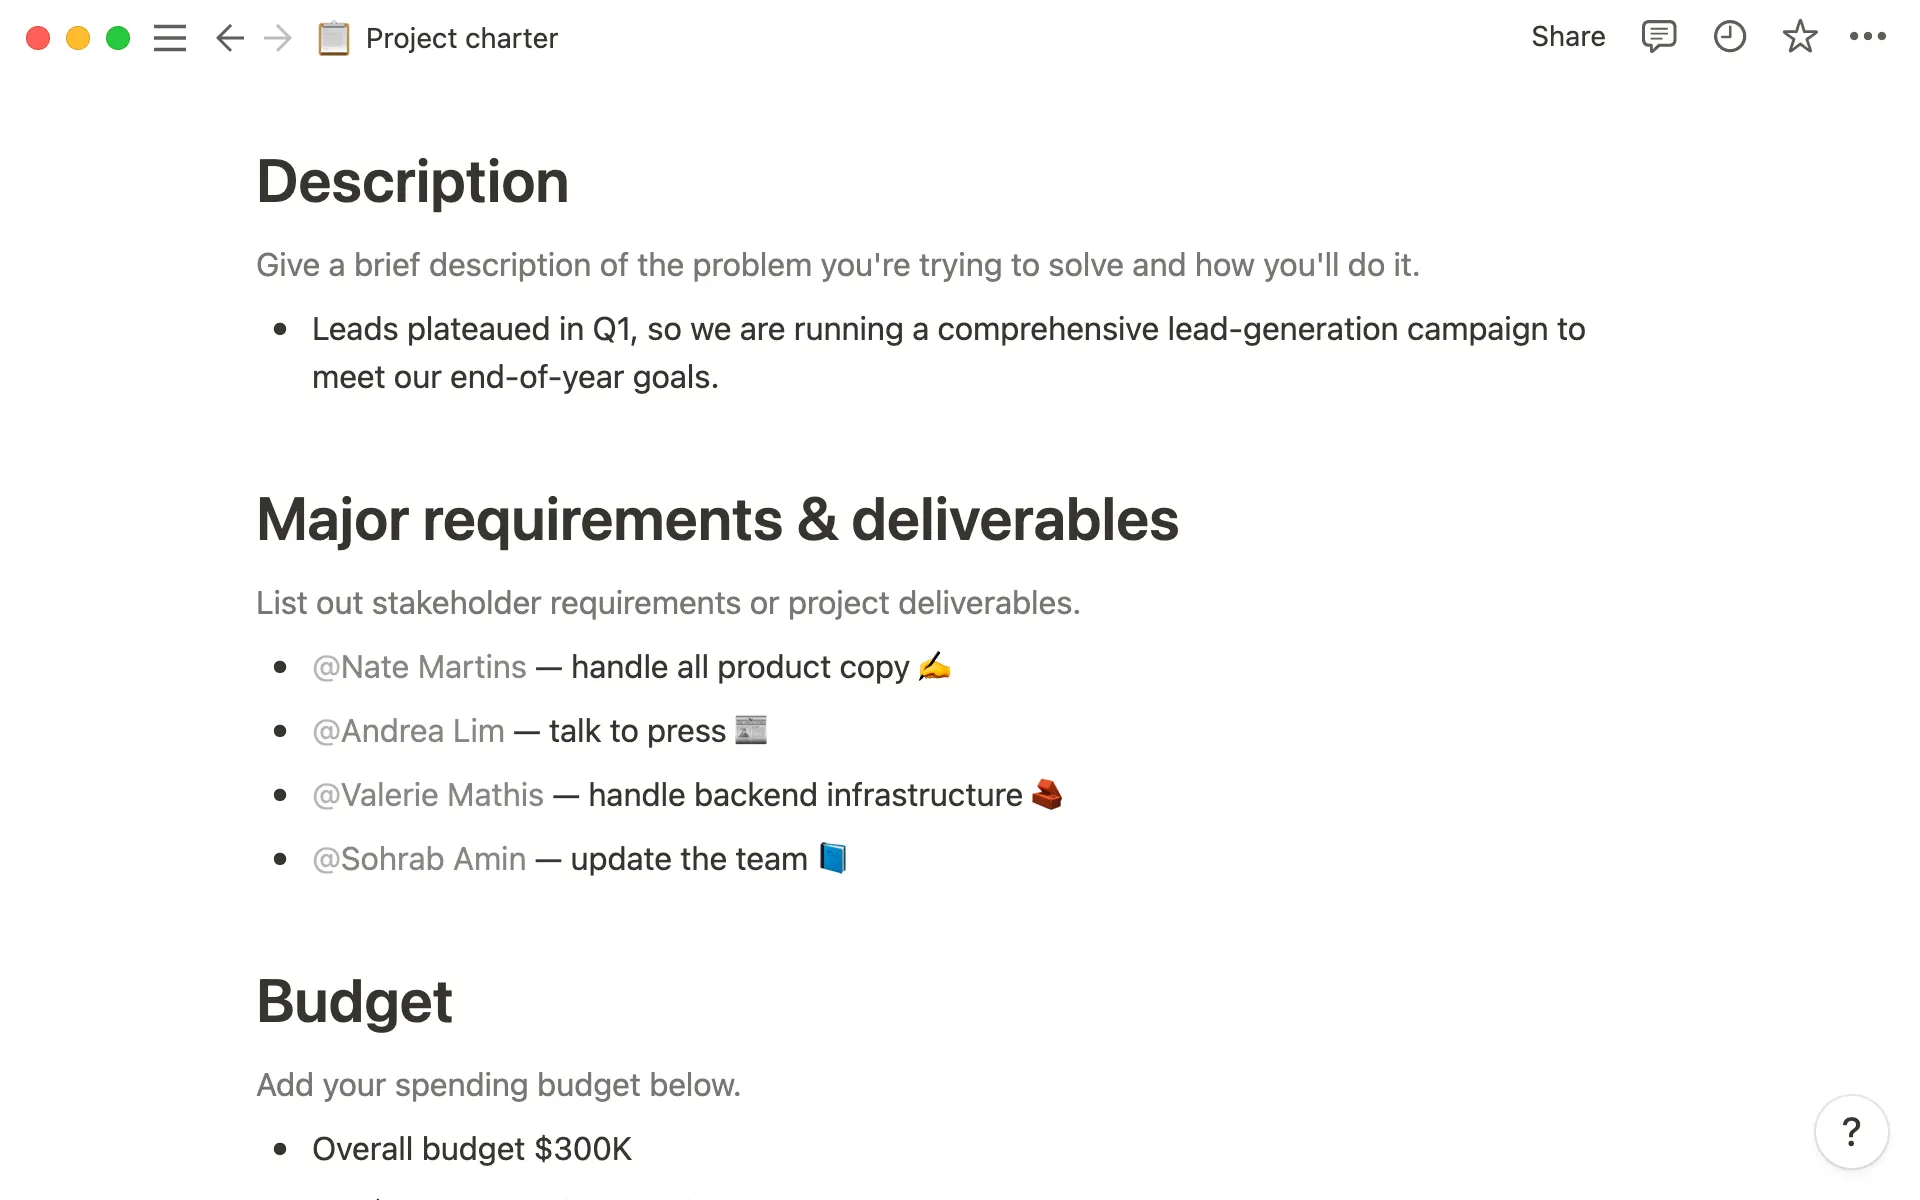 Project charter
Share
Description
Give a brief description of the problem you're trying to solve and how you'll do it.
• Leads plateaued in Q1, so we are running a comprehensive lead-generation campaign to
meet our end-of-year goals.
Major requirements & deliverables
List out stakeholder requirements or project deliverables.
• @Nate Martins — handle all product copy ✍️
• @Andrea Lim — talk to press 📰
• @Valerie Mathis — handle backend infrastructure 🧰
• @Sohrab Amin — update the team 📘
Budget
Add your spending budget below.
• Overall budget $300K
?